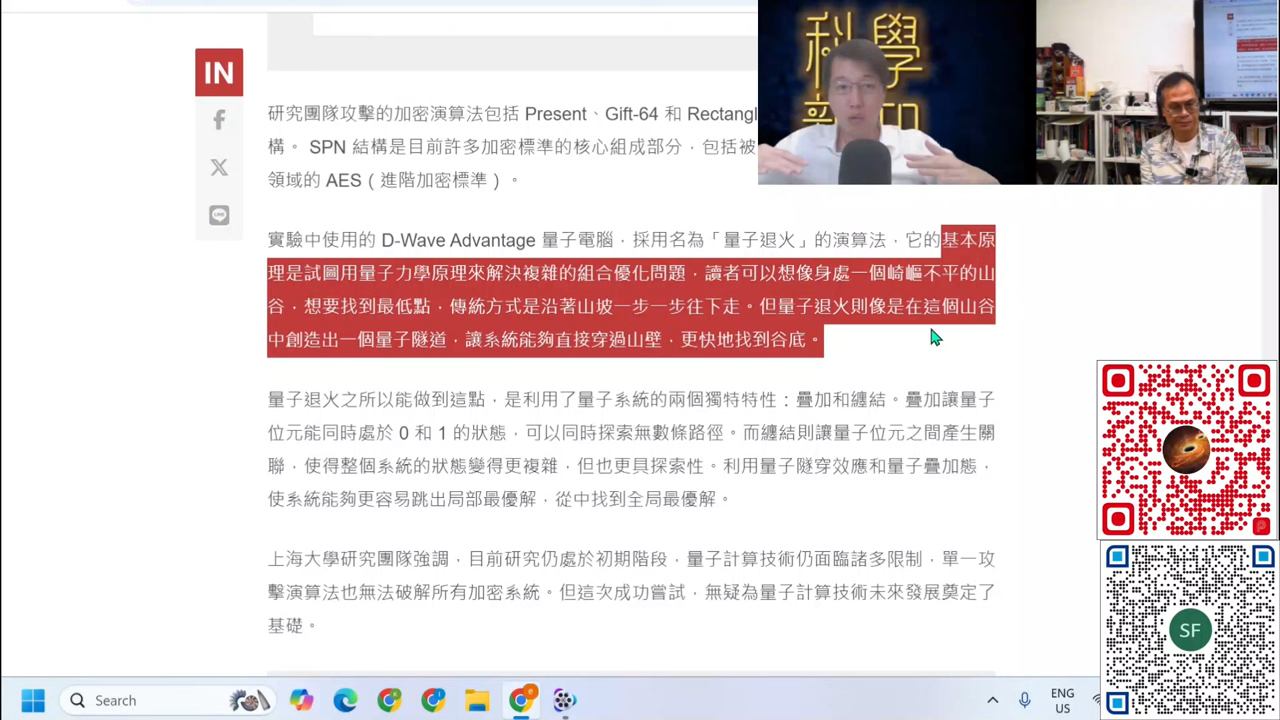 科學
IN
研究團隊攻擊的加密演算法包括 Present、Gift-64 和 Rectangl
構。 SPN 結構是目前許多加密標準的核心組成部分，包括被
領域的 AES（進階加密標準）。
實驗中使用的 D-Wave Advantage 量子電腦，採用名為「量子退火」的演算法，它的基本原
理是試圖用量子力學原理來解決複雜的組合優化問題，讀者可以想像身處一個崎嶇不平的山
谷，想要找到最低點，傳統方式是沿著山坡一步一步往下走。但量子退火則像是在這個山谷
中創造出一個量子隧道，讓系統能夠直接穿過山壁，更快地找到谷底。
量子退火之所以能做到這點，是利用了量子系統的兩個獨特特性：疊加和纏結。疊加讓量子
位元能同時處於 0 和 1 的狀態，可以同時探索無數條路徑。而纏結則讓量子位元之間產生關
聯，使得整個系統的狀態變得更複雜，但也更具探索性。利用量子隧穿效應和量子疊加態，
使系統能夠更容易跳出局部最優解，從中找到全局最優解。
上海大學研究團隊強調，目前研究仍處於初期階段，量子計算技術仍面臨諸多限制，單一攻
擊演算法也無法破解所有加密系統。但這次成功嘗試，無疑為量子計算技術未來發展奠定了
基礎。
SF
Search
ENG
US